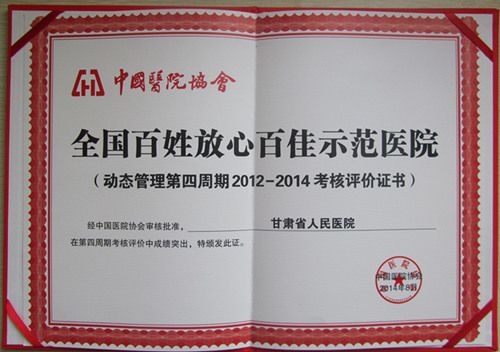 中國醫院協會
全国百姓放心百佳示范医院
(动态管理第四周期2012-2014考核评价证书)
经中国医院协会审核批准， 甘肃省人民医院
在第四周期考核评价中成绩突出，特颁发此证。
中国医院协会
2014年8月